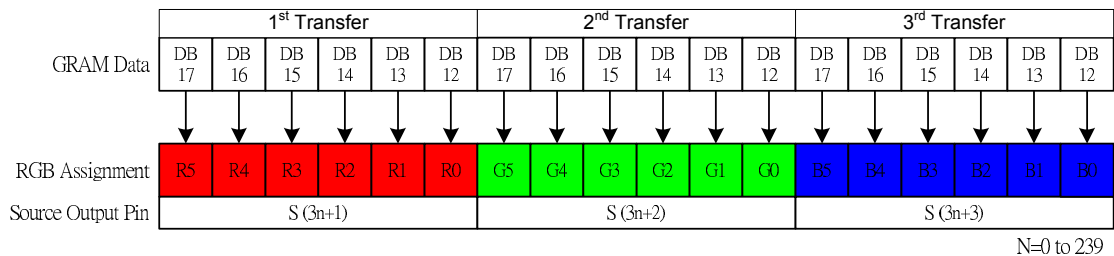 1st Transfer 2nd Transfer 3rd Transfer
GRAM Data DB 17 DB 16 DB 15 DB 14 DB 13 DB 12 DB 17 DB 16 DB 15 DB 14 DB 13 DB 12 DB 17 DB 16 DB 15 DB 14 DB 13 DB 12
RGB Assignment R5 R4 R3 R2 R1 R0 G5 G4 G3 G2 G1 G0 B5 B4 B3 B2 B1 B0
Source Output Pin S (3n+1) S (3n+2) S (3n+3)
N=0 to 239